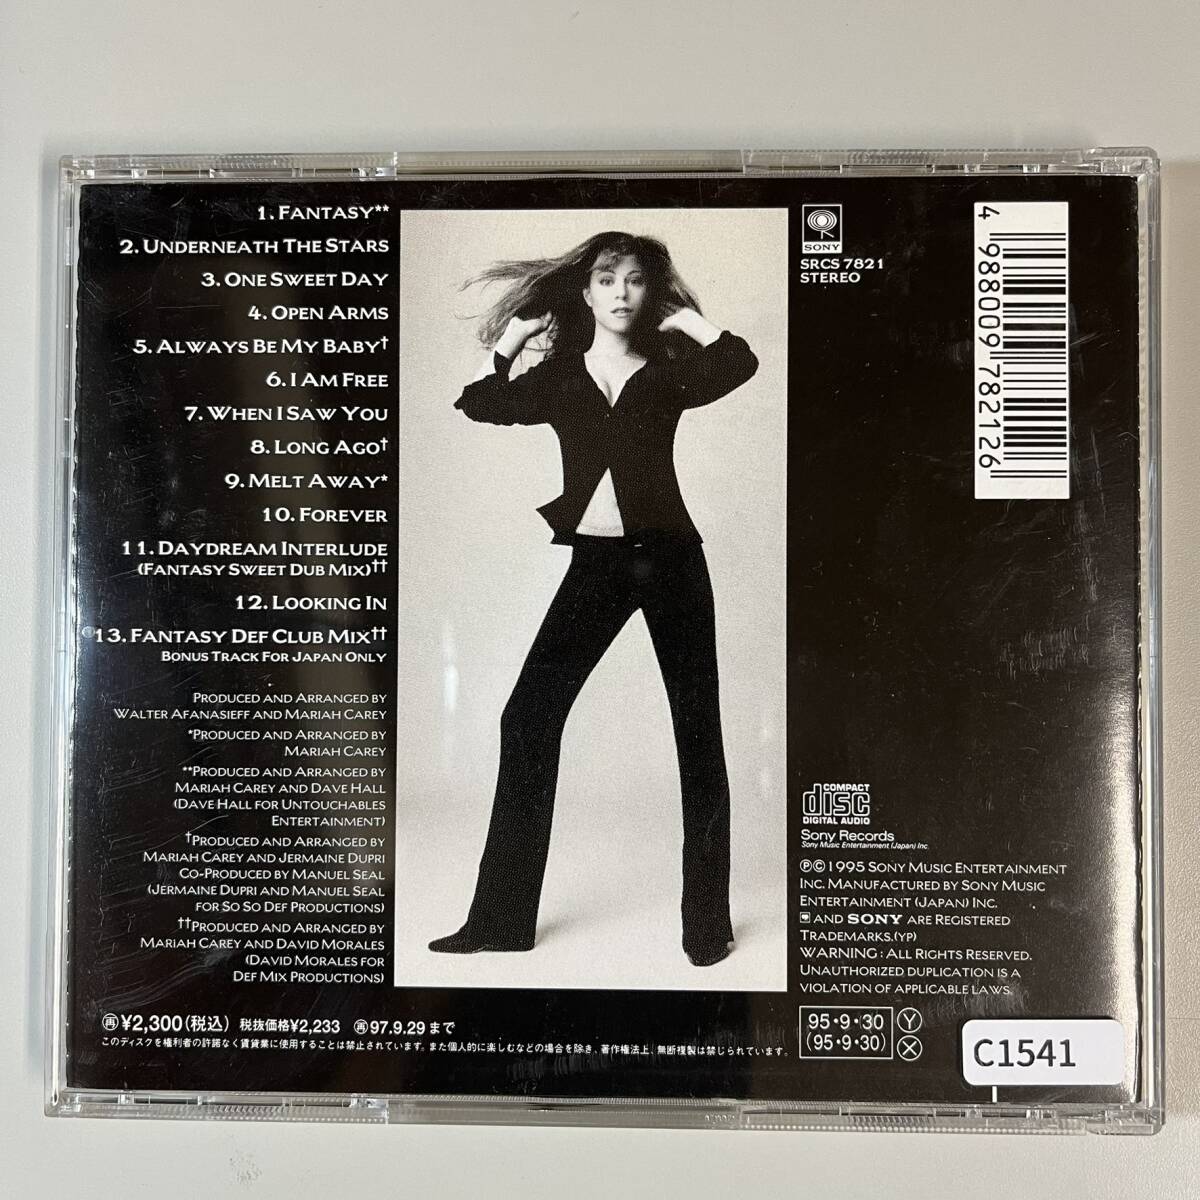 1. FANTASY**
2. UNDERNEATH THE STARS
3. ONE SWEET DAY
4. OPEN ARMS
5. ALWAYS BE MY BABY†
6. I AM FREE
7. WHEN I SAW YOU
8. LONG AGO†
9. MELT AWAY*
10. FOREVER
11. DAYDREAM INTERLUDE
(FANTASY SWEET DUB MIX)††
12. LOOKING IN
13. FANTASY DEF CLUB MIX††
BONUS TRACK FOR JAPAN ONLY
PRODUCED AND ARRANGED BY
WALTER AFANASIEFF AND MARIAH CAREY
*PRODUCED AND ARRANGED BY
MARIAH CAREY
**PRODUCED AND ARRANGED BY
MARIAH CAREY AND DAVE HALL
(DAVE HALL FOR UNTOUCHABLES
ENTERTAINMENT)
†PRODUCED AND ARRANGED BY
MARIAH CAREY AND JERMAINE DUPRI
CO-PRODUCED BY MANUEL SEAL
(JERMAINE DUPRI AND MANUEL SEAL
FOR SO SO DEF PRODUCTIONS)
††PRODUCED AND ARRANGED BY
MARIAH CAREY AND DAVID MORALES
(DAVID MORALES FOR
DEF MIX PRODUCTIONS)
SONY
SRCS 7821
STEREO
4 988009 782126
COMPACT
disc
DIGITAL AUDIO
Sony Records
Sony Music Entertainment (Japan) Inc.
℗©1995 SONY MUSIC ENTERTAINMENT
INC. MANUFACTURED BY SONY MUSIC
ENTERTAINMENT (JAPAN) INC.
AND SONY ARE REGISTERED
TRADEMARKS.(YP)
WARNING : ALL RIGHTS RESERVED.
UNAUTHORIZED DUPLICATION IS A
VIOLATION OF APPLICABLE LAWS.
再¥2,300(税込) 税抜価格¥2,233 再97.9.29まで
このディスクを権利者の許諾なく賃貸業に使用することは禁止されています。また個人的に楽しむなどの場合を除き、著作権法上、無断複製は禁じられています。
95・9・30 Y
(95・9・30) X
C1541